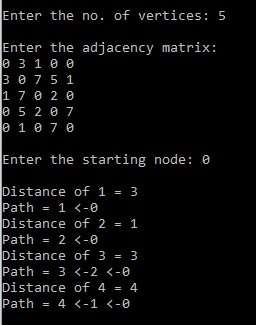 Enter the no. of vertices: 5
Enter the adjacency matrix:
0 3 1 0 0
3 0 7 5 1
1 7 0 2 0
0 5 2 0 7
0 1 0 7 0
Enter the starting node: 0
Distance of 1 = 3
Path = 1 <-0
Distance of 2 = 1
Path = 2 <-0
Distance of 3 = 3
Path = 3 <-2 <-0
Distance of 4 = 4
Path = 4 <-1 <-0